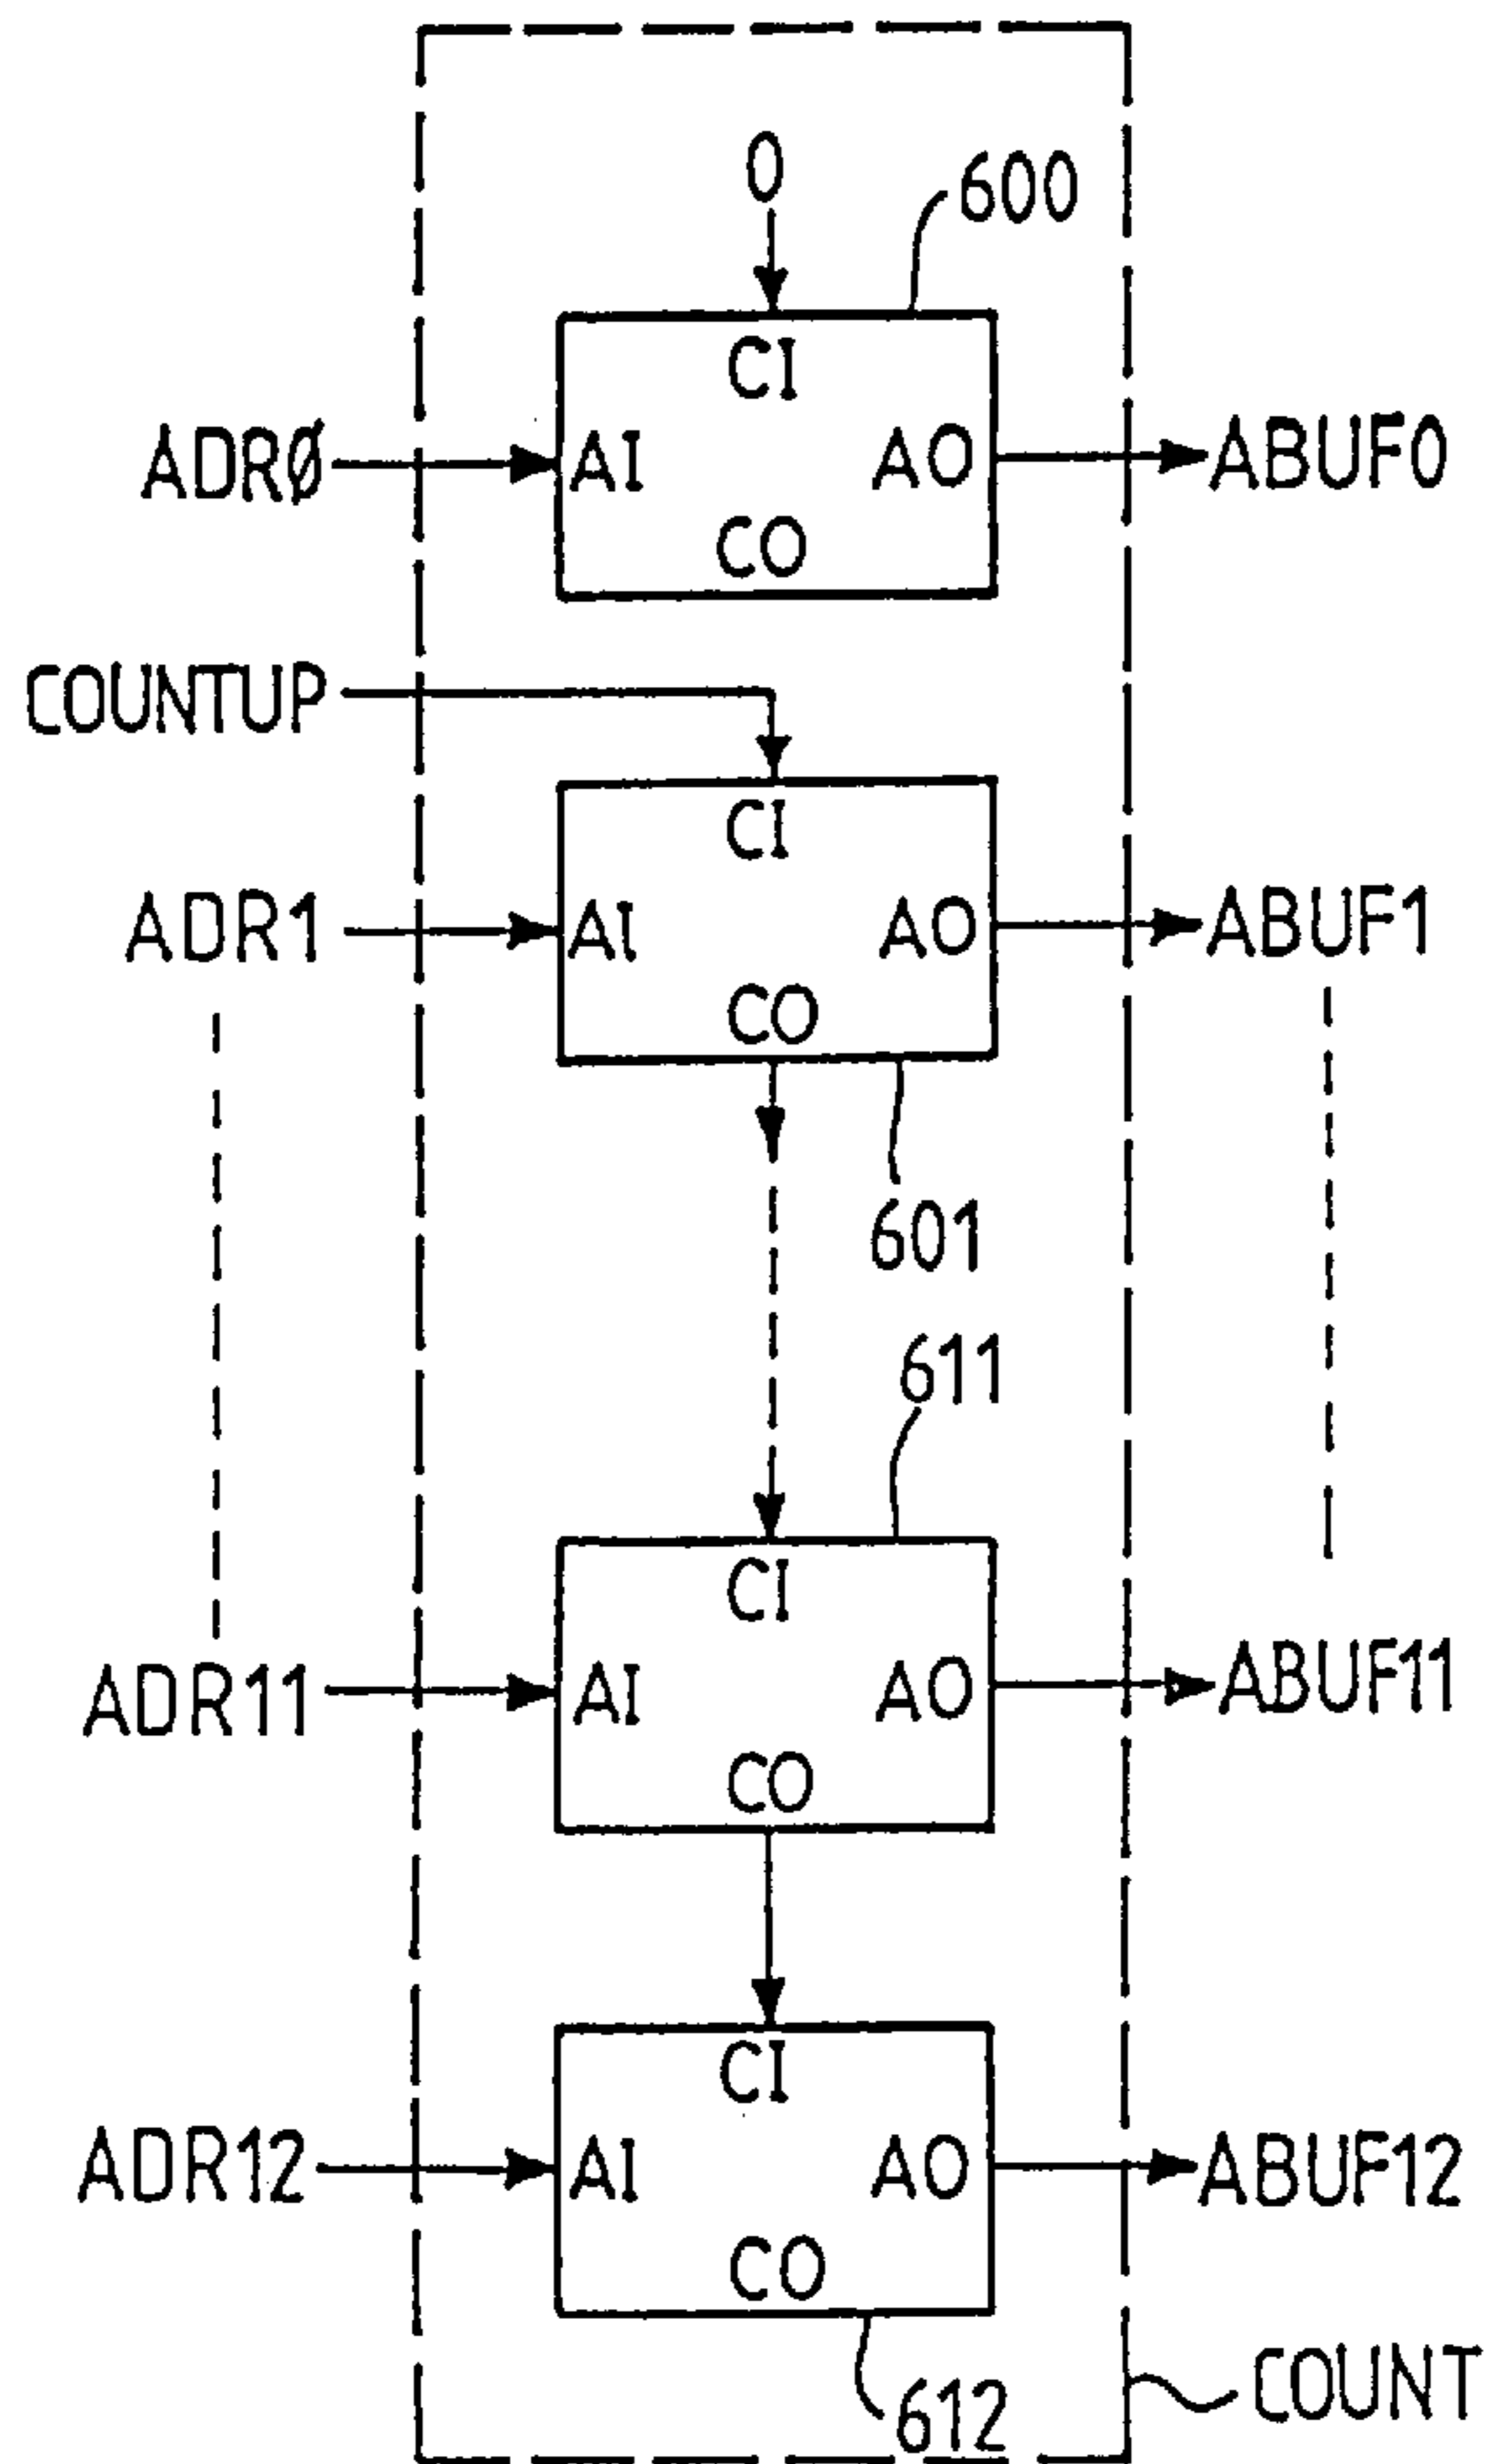 0
600
CI
ADRØ AI AO ABUF0
CO
COUNTUP
CI
ADR1 AI AO ABUF1
CO
601
611
CI
ADR11 AI AO ABUF11
CO
CI
ADR12 AI AO ABUF12
CO
612
COUNT